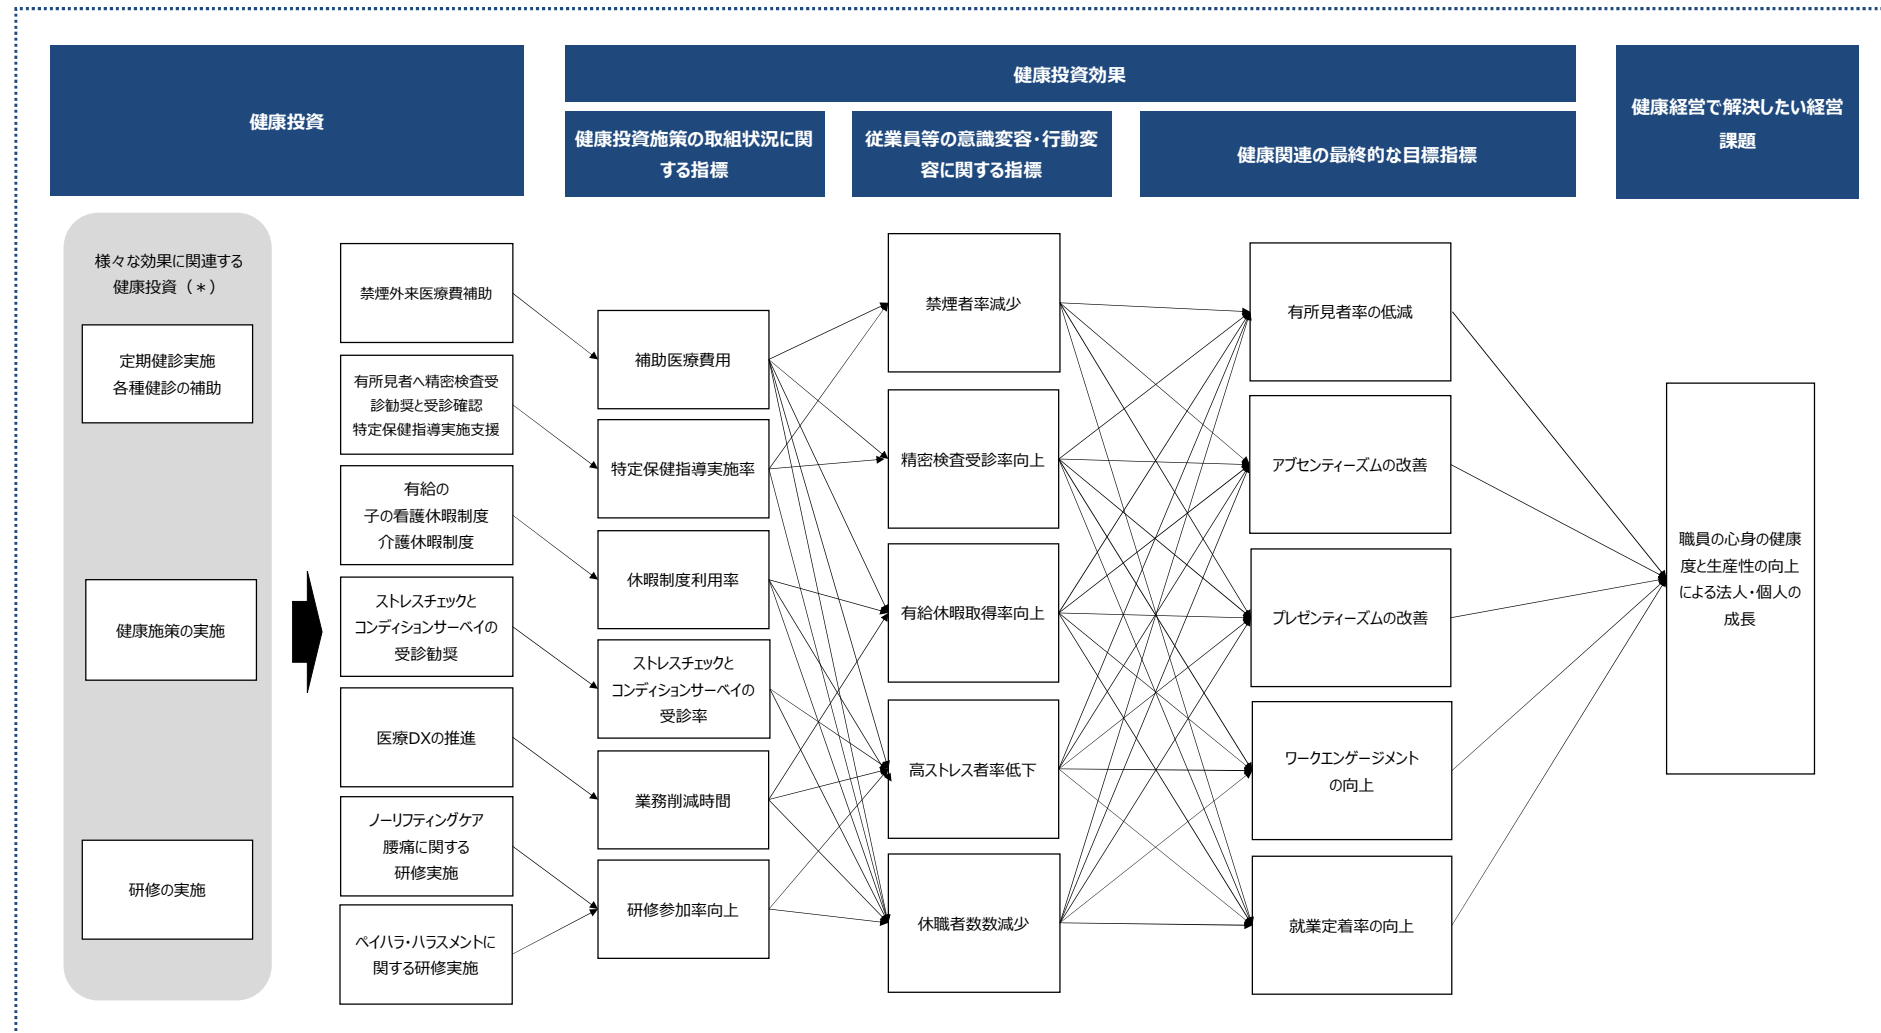 健康投資
健康投資効果
健康経営で解決したい経営
課題
健康投資施策の取組状況に関
する指標
従業員等の意識変容・行動変
容に関する指標
健康関連の最終的な目標指標
様々な効果に関連する
健康投資（＊）
定期健診実施
各種健診の補助
健康施策の実施
研修の実施
禁煙外来医療費補助
有所見者へ精密検査受
診勧奨と受診確認
特定保健指導実施支援
有給の
子の看護休暇制度
介護休暇制度
ストレスチェックと
コンディションサーベイの
受診勧奨
医療DXの推進
ノーリフティングケア
腰痛に関する
研修実施
ペイハラ・ハラスメントに
関する研修実施
補助医療費用
特定保健指導実施率
休暇制度利用率
ストレスチェックと
コンディションサーベイの
受診率
業務削減時間
研修参加率向上
禁煙者率減少
精密検査受診率向上
有給休暇取得率向上
高ストレス者率低下
休職者数数減少
有所見者率の低減
アブセンティーズムの改善
プレゼンティーズムの改善
ワークエンゲージメント
の向上
就業定着率の向上
職員の心身の健康
度と生産性の向上
による法人・個人の
成長